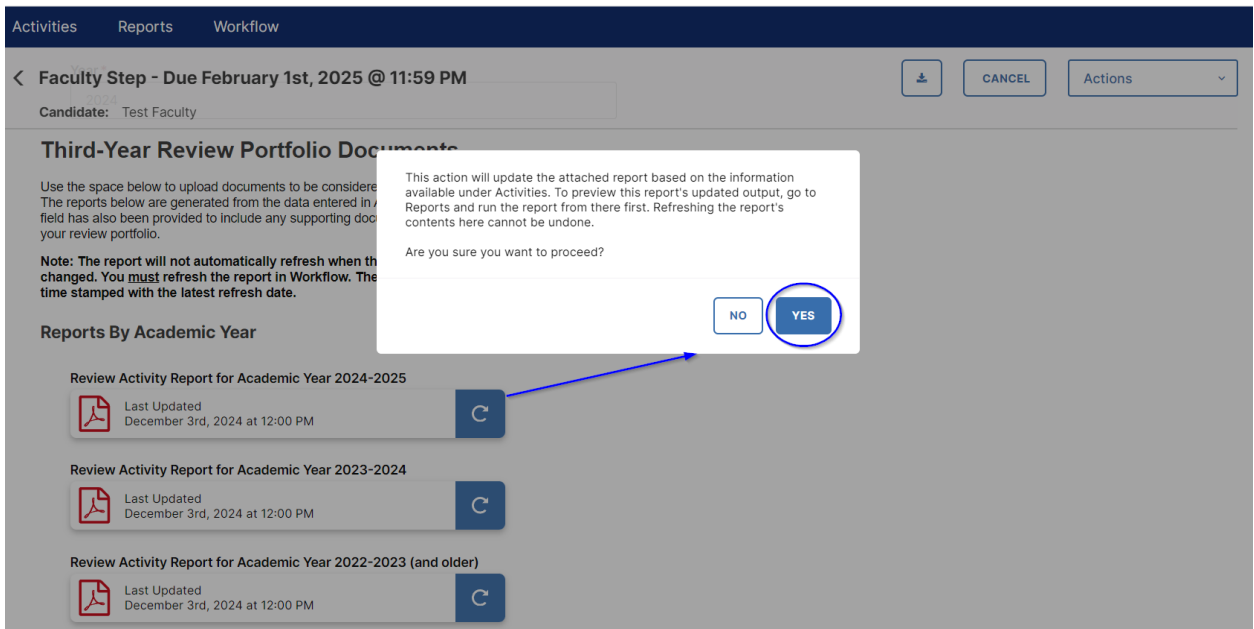 Activities Reports Workflow
Year *
Faculty Step - Due February 1st, 2025 @ 11:59 PM
CANCEL
Actions
2024
Candidate: Test Faculty
Third-Year Review Portfolio Documents
Use the space below to upload documents to be considere
The reports below are generated from the data entered in A
field has also been provided to include any supporting doc
your review portfolio.
Note: The report will not automatically refresh when th
changed. You must refresh the report in Workflow. The
time stamped with the latest refresh date.
This action will update the attached report based on the information
available under Activities. To preview this report's updated output, go to
Reports and run the report from there first. Refreshing the report's
contents here cannot be undone.
Are you sure you want to proceed?
NO
YES
Reports By Academic Year
Review Activity Report for Academic Year 2024-2025
Last Updated
December 3rd, 2024 at 12:00 PM
Review Activity Report for Academic Year 2023-2024
Last Updated
December 3rd, 2024 at 12:00 PM
Review Activity Report for Academic Year 2022-2023 (and older)
Last Updated
December 3rd, 2024 at 12:00 PM